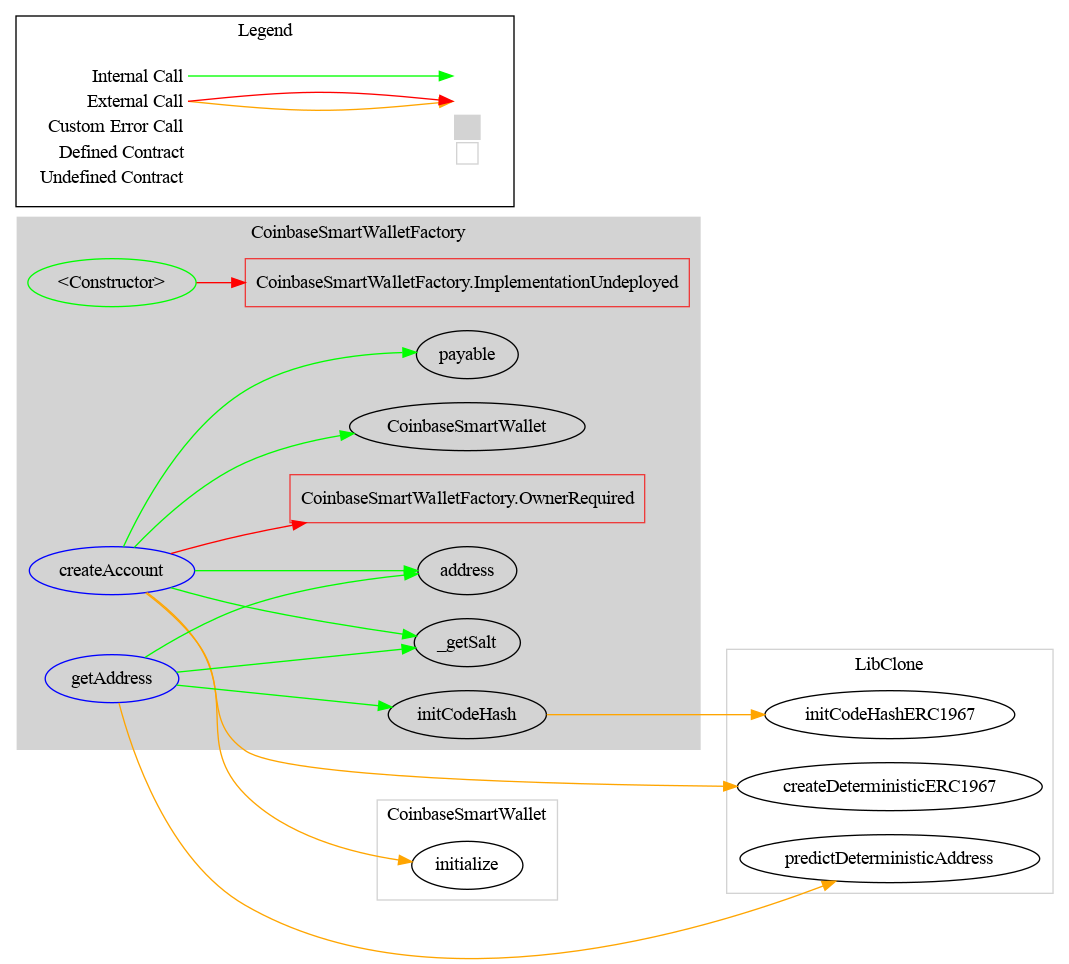 Legend
Internal Call
External Call
Custom Error Call
Defined Contract
Undefined Contract
CoinbaseSmartWalletFactory
<Constructor>
CoinbaseSmartWalletFactory.ImplementationUndeployed
payable
CoinbaseSmartWallet
CoinbaseSmartWalletFactory.OwnerRequired
createAccount
address
_getSalt
getAddress
initCodeHash
LibClone
initCodeHashERC1967
createDeterministicERC1967
predictDeterministicAddress
CoinbaseSmartWallet
initialize